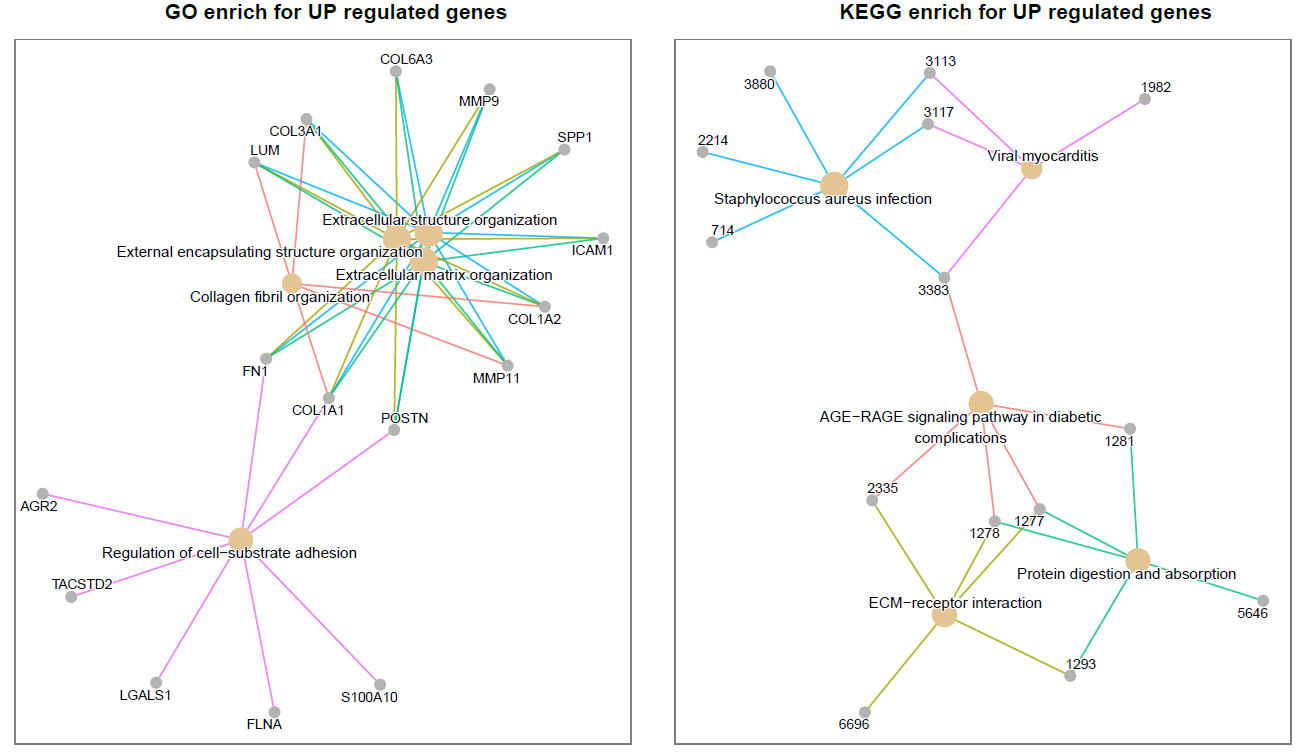 GO enrich for UP regulated genes
COL6A3
MMP9
COL3A1
SPP1
LUM
Extracellular structure organization
External encapsulating structure organization
ICAM1
Extracellular matrix organization
Collagen fibril organization
COL1A2
FN1
MMP11
COL1A1
POSTN
AGR2
Regulation of cell−substrate adhesion
TACSTD2
LGALS1
S100A10
FLNA
KEGG enrich for UP regulated genes
3113
3880
1982
3117
2214
Viral myocarditis
Staphylococcus aureus infection
714
3383
AGE−RAGE signaling pathway in diabetic
complications
1281
2335
1277
1278
Protein digestion and absorption
ECM−receptor interaction
5646
1293
6696